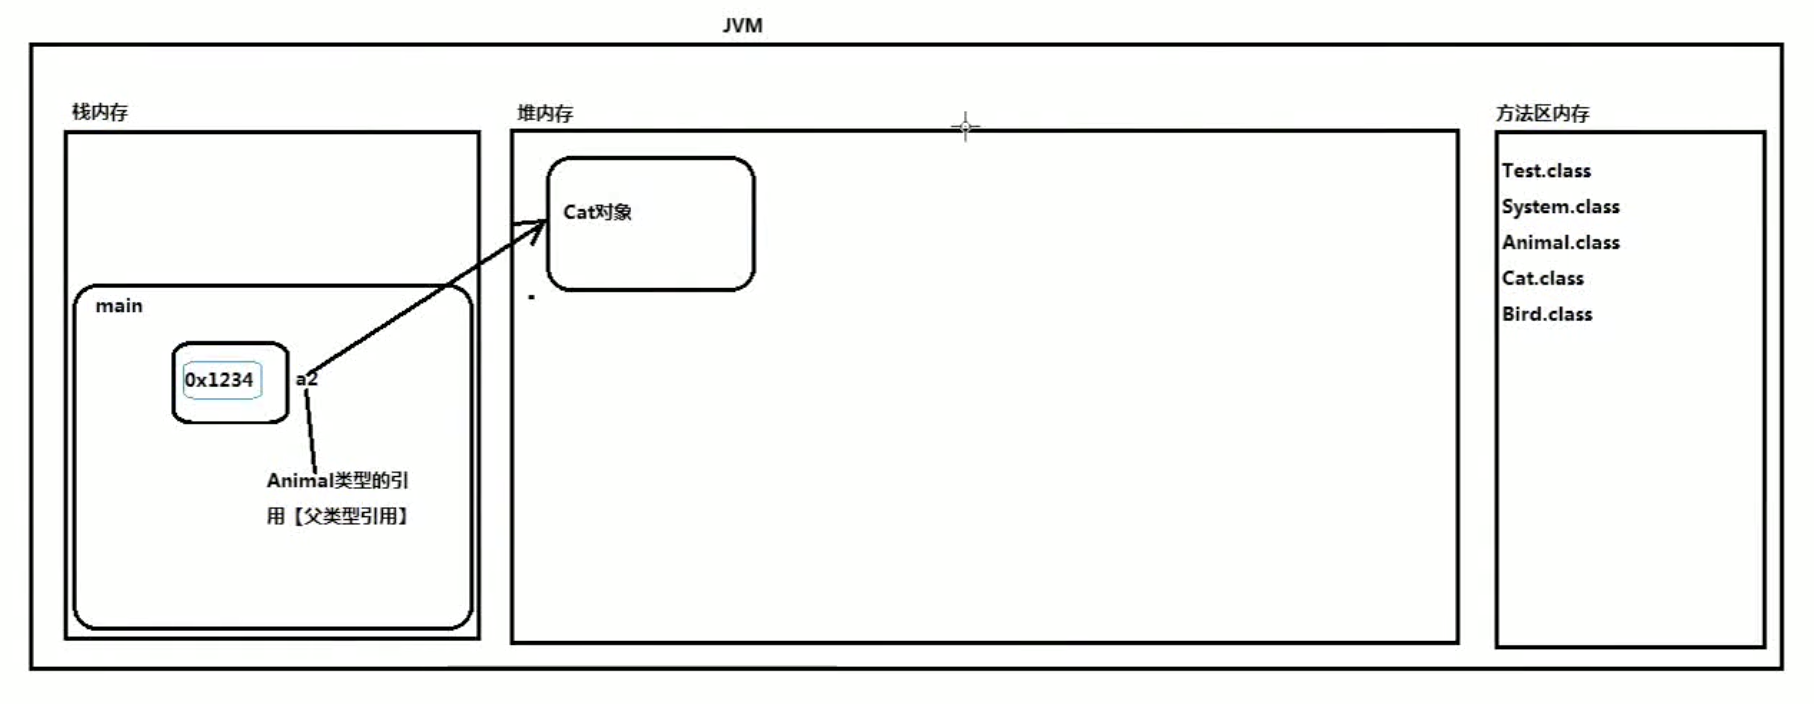 JVM
栈内存
堆内存
方法区内存
Test.class
System.class
Animal.class
Cat.class
Bird.class
Cat对象
main
0x1234
a2
Animal类型的引
用【父类型引用】